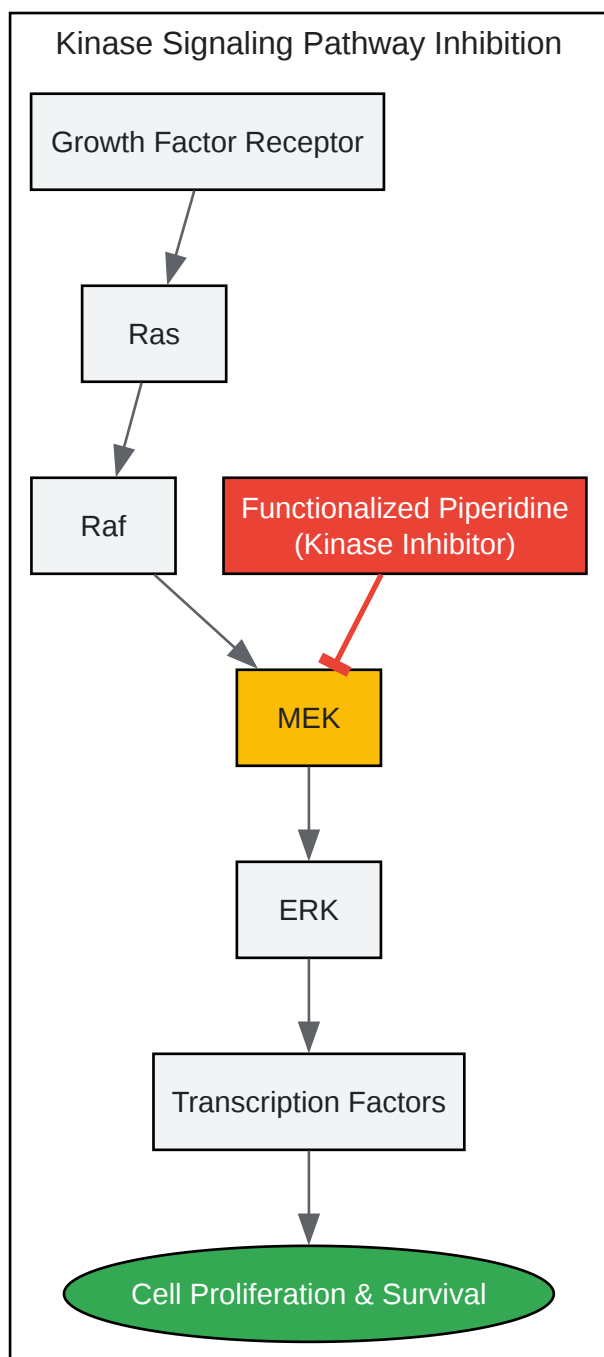 Kinase Signaling Pathway Inhibition
Growth Factor Receptor
Ras
Raf
Functionalized Piperidine
(Kinase Inhibitor)
MEK
ERK
Transcription Factors
Cell Proliferation & Survival